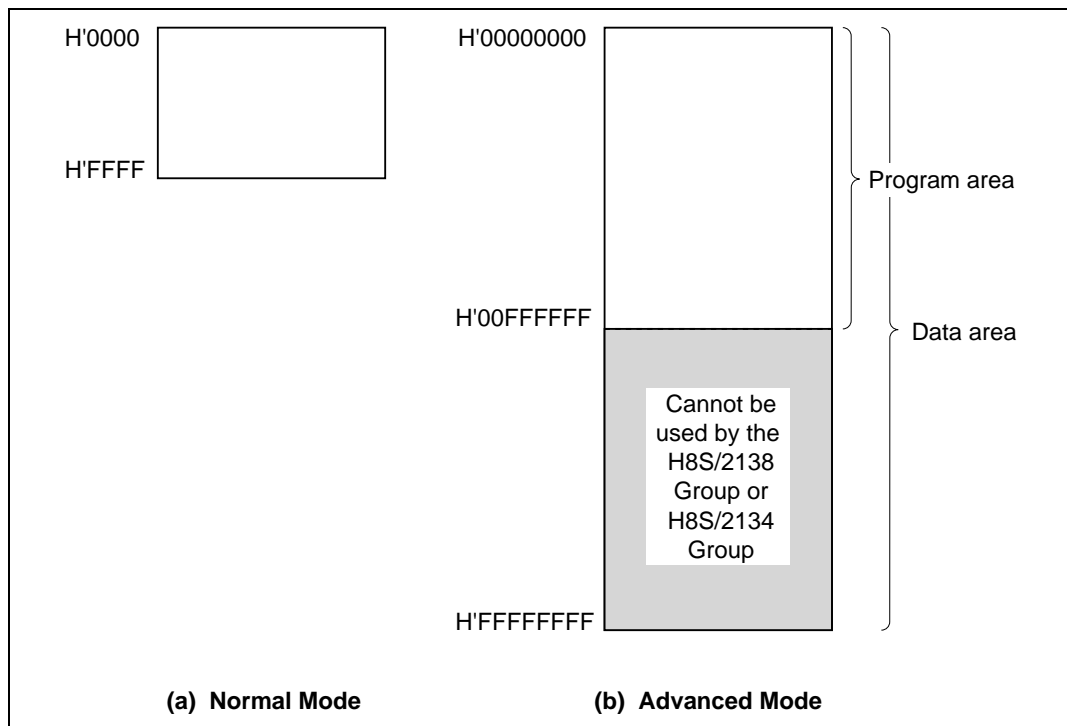 H'0000
H'FFFF
(a) Normal Mode
H'00000000
H'00FFFFFF
H'FFFFFFFF
Cannot be
used by the
H8S/2138
Group or
H8S/2134
Group
Program area
Data area
(b) Advanced Mode